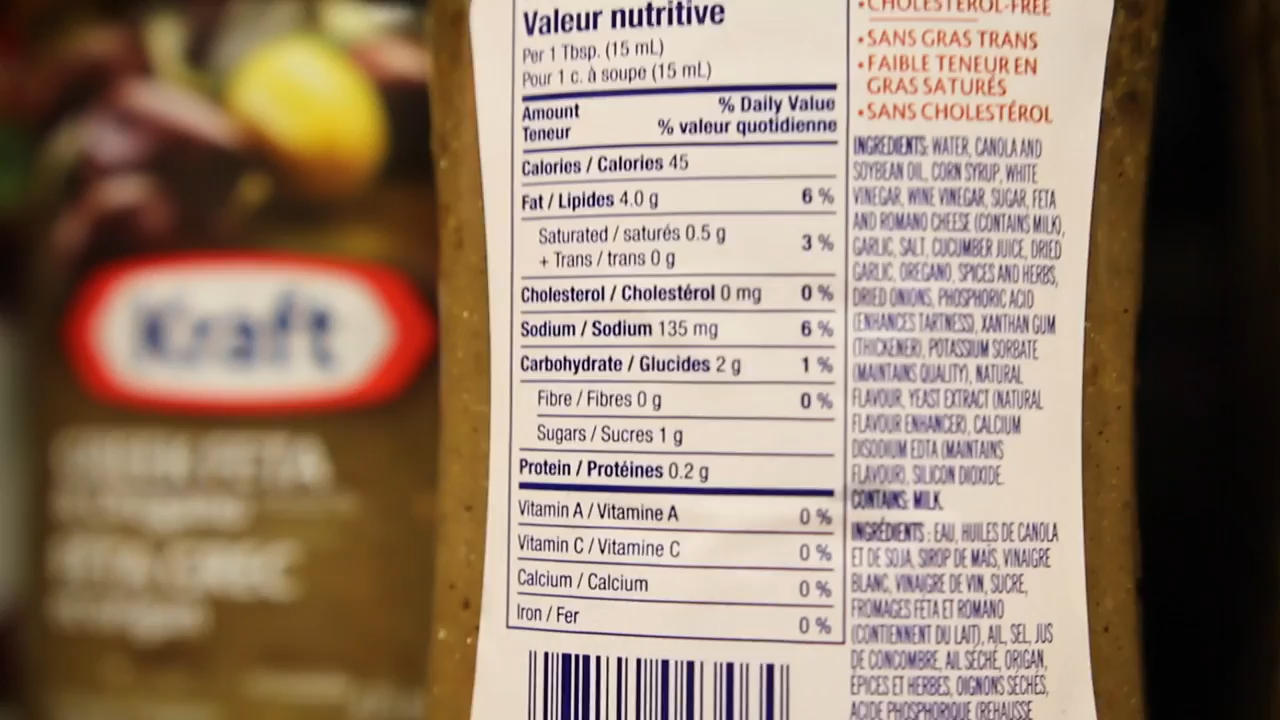 Kraft
GREEK FETA
Valeur nutritive
Per 1 Tbsp. (15 mL)
Pour 1 c. à soupe (15 mL)
Amount
Teneur
% Daily Value
% valeur quotidienne
Calories / Calories 45
Fat / Lipides 4.0 g 6 %
Saturated / saturés 0.5 g
+ Trans / trans 0 g
3 %
Cholesterol / Cholestérol 0 mg 0 %
Sodium / Sodium 135 mg 6 %
Carbohydrate / Glucides 2 g 1 %
Fibre / Fibres 0 g 0 %
Sugars / Sucres 1 g
Protein / Protéines 0.2 g
Vitamin A / Vitamine A 0 %
Vitamin C / Vitamine C 0 %
Calcium / Calcium 0 %
Iron / Fer 0 %
•CHOLESTEROL-FREE
•SANS GRAS TRANS
•FAIBLE TENEUR EN
GRAS SATURÉS
•SANS CHOLESTÉROL
INGREDIENTS: WATER, CANOLA AND
SOYBEAN OIL, CORN SYRUP, WHITE
VINEGAR, WINE VINEGAR, SUGAR, FETA
AND ROMANO CHEESE (CONTAINS MILK),
GARLIC, SALT, CUCUMBER JUICE, DRIED
GARLIC, OREGANO, SPICES AND HERBS,
DRIED ONIONS, PHOSPHORIC ACID
(ENHANCES TARTNESS), XANTHAN GUM
(THICKENER), POTASSIUM SORBATE
(MAINTAINS QUALITY), NATURAL
FLAVOUR, YEAST EXTRACT (NATURAL
FLAVOUR ENHANCER), CALCIUM
DISODIUM EDTA (MAINTAINS
FLAVOUR), SILICON DIOXIDE.
CONTAINS: MILK.
INGRÉDIENTS : EAU, HUILES DE CANOLA
ET DE SOJA, SIROP DE MAÏS, VINAIGRE
BLANC, VINAIGRE DE VIN, SUCRE,
FROMAGES FETA ET ROMANO
(CONTIENNENT DU LAIT), AIL, SEL, JUS
DE CONCOMBRE, AIL SÉCHÉ, ORIGAN,
ÉPICES ET HERBES, OIGNONS SÉCHÉS,
ACIDE PHOSPHORIQUE (REHAUSSE